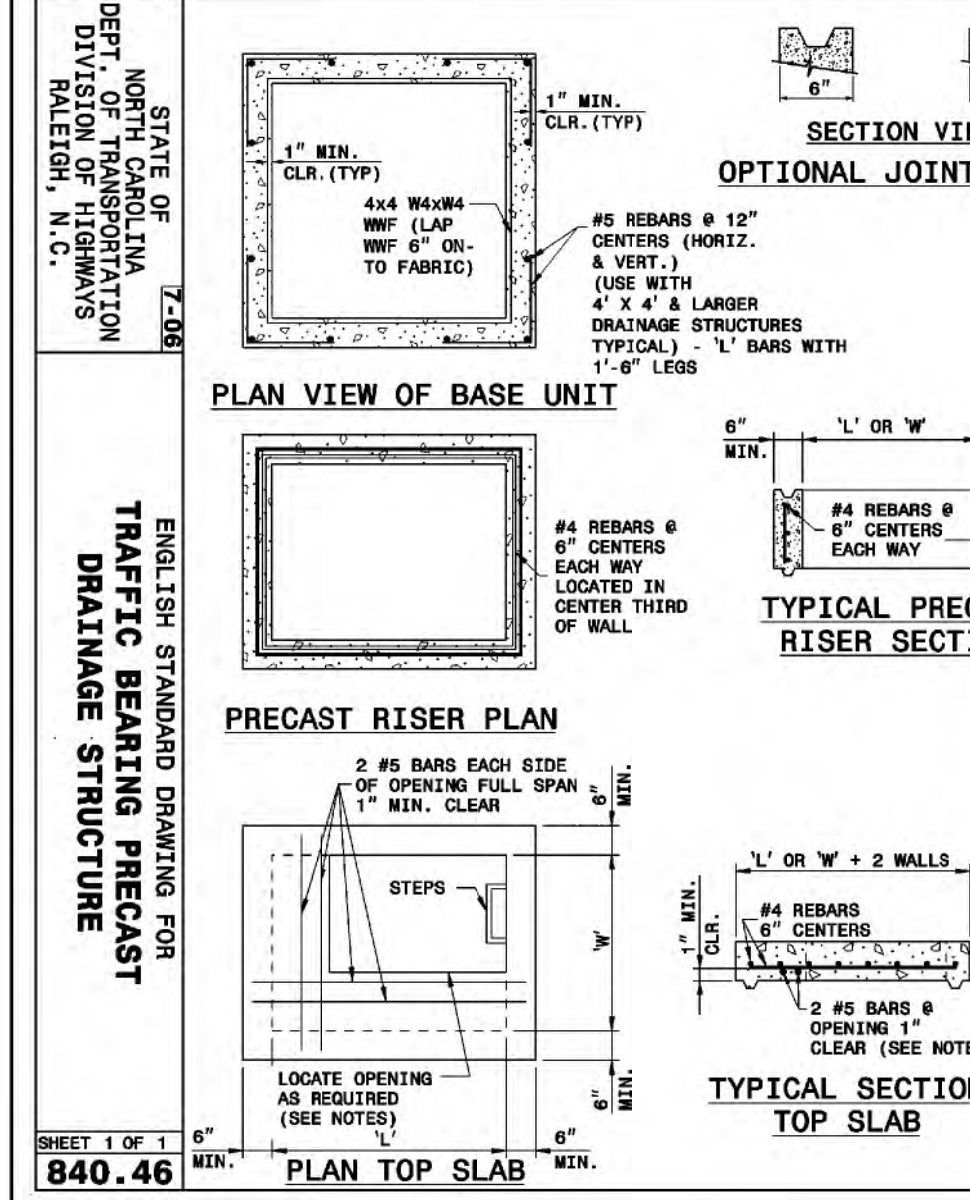 STATE OF
NORTH CAROLINA
DEPT. OF TRANSPORTATION
DIVISION OF HIGHWAYS
RALEIGH, N.C.
7-06
ENGLISH STANDARD DRAWING FOR
TRAFFIC BEARING PRECAST
DRAINAGE STRUCTURE
SHEET 1 OF 1
840.46
1" MIN.
CLR.(TYP)
1" MIN.
CLR.(TYP)
4x4 W4xW4
WWF (LAP
WWF 6" ON-
TO FABRIC)
#5 REBARS @ 12"
CENTERS (HORIZ.
& VERT.)
(USE WITH
4' X 4' & LARGER
DRAINAGE STRUCTURES
TYPICAL) - 'L' BARS WITH
1'-6" LEGS
PLAN VIEW OF BASE UNIT
6"
SECTION VI
OPTIONAL JOINT
#4 REBARS @
6" CENTERS
EACH WAY
LOCATED IN
CENTER THIRD
OF WALL
PRECAST RISER PLAN
6"
MIN.
'L' OR 'W'
#4 REBARS @
6" CENTERS
EACH WAY
TYPICAL PREC
RISER SECTI
2 #5 BARS EACH SIDE
OF OPENING FULL SPAN
1" MIN. CLEAR
6"
MIN.
STEPS
'W'
LOCATE OPENING
AS REQUIRED
(SEE NOTES)
6"
MIN.
6"
MIN.
'L'
6"
MIN.
PLAN TOP SLAB
'L' OR 'W' + 2 WALLS
1" MIN.
CLR.
#4 REBARS
6" CENTERS
2 #5 BARS @
OPENING 1"
CLEAR (SEE NOTE
TYPICAL SECTION
TOP SLAB